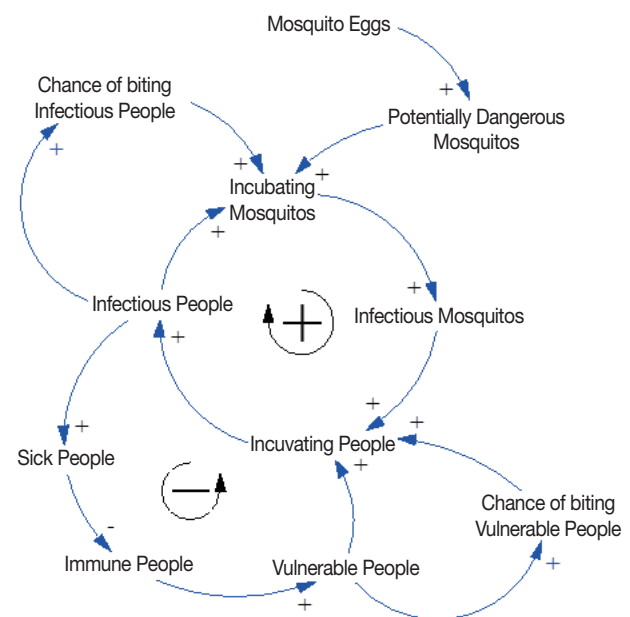 Mosquito Eggs
Chance of biting
Infectious People
+
+
Potentially Dangerous
Mosquitos
+
+
Incubating
Mosquitos
+
+
Infectious People
Infectious Mosquitos
+
+
+
+
Incuvating People
+
+
Sick People
-
Chance of biting
Vulnerable People
Immune People
Vulnerable People
+
+